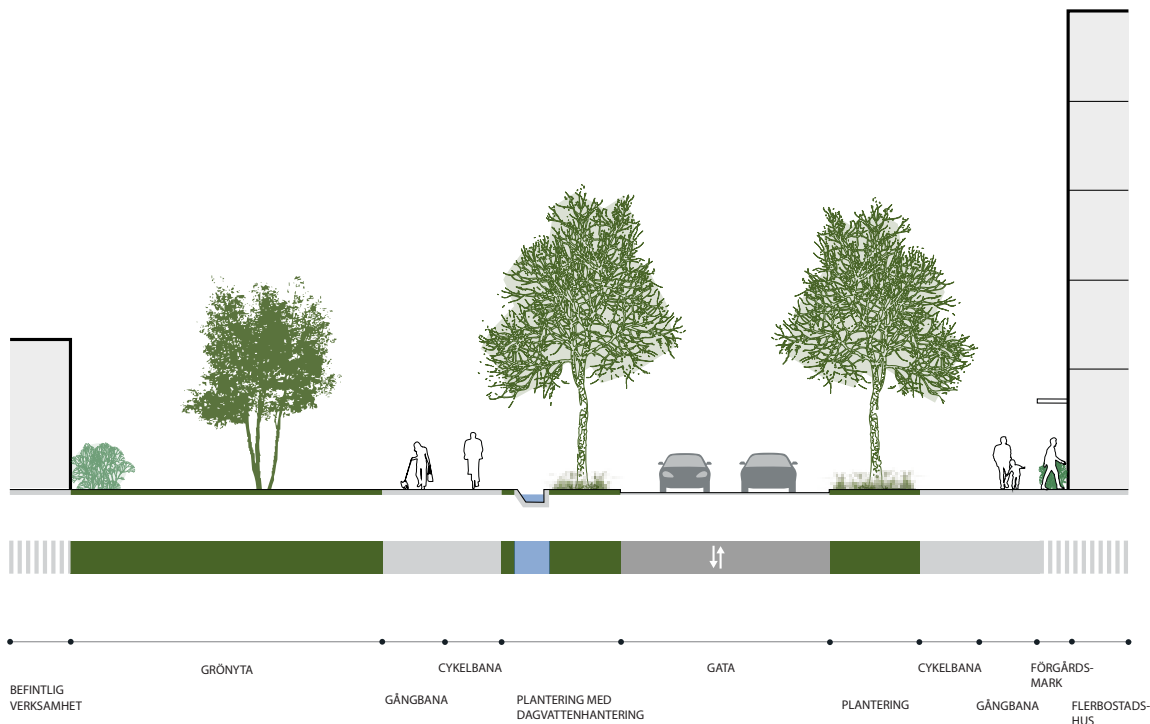 GRÖNYTA
CYKELBANA
GATA
CYKELBANA
FÖRGÅRDS-
MARK
BEFINTLIG
VERKSAMHET
GÅNGBANA
PLANTERING MED
DAGVATTENHANTERING
PLANTERING
GÅNGBANA
FLERBOSTADS-
HUS